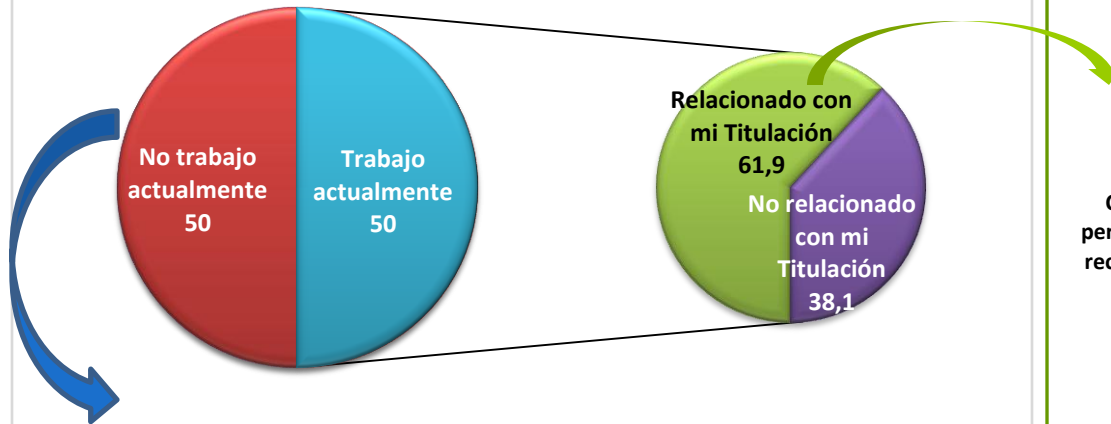 No trabajo
actualmente
50
Trabajo
actualmente
50
Relacionado con
mi Titulación
61,9
No relacionado
con mi
Titulación
38,1